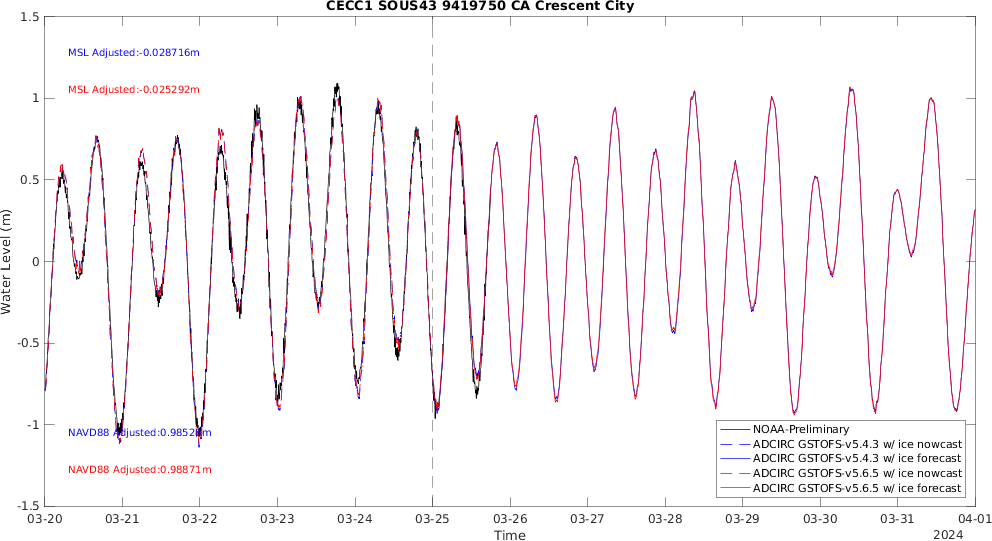 CECC1 SOUS43 9419750 CA Crescent City
1.5
MSL Adjusted:-0.028716m
MSL Adjusted:-0.025292m
1
0.5
0
-0.5
-1
-1.5
Water Level (m)
NAVD88 Adjusted:0.9852
NAVD88 Adjusted:0.98871m
NOAA-Preliminary
ADCIRC GSTOFS-v5.4.3 w/ ice nowcast
ADCIRC GSTOFS-v5.4.3 w/ ice forecast
ADCIRC GSTOFS-v5.6.5 w/ ice nowcast
ADCIRC GSTOFS-v5.6.5 w/ ice forecast
03-20 03-21 03-22 03-23 03-24 03-25 03-26 03-27 03-28 03-29 03-30 03-31 04-01
Time
2024